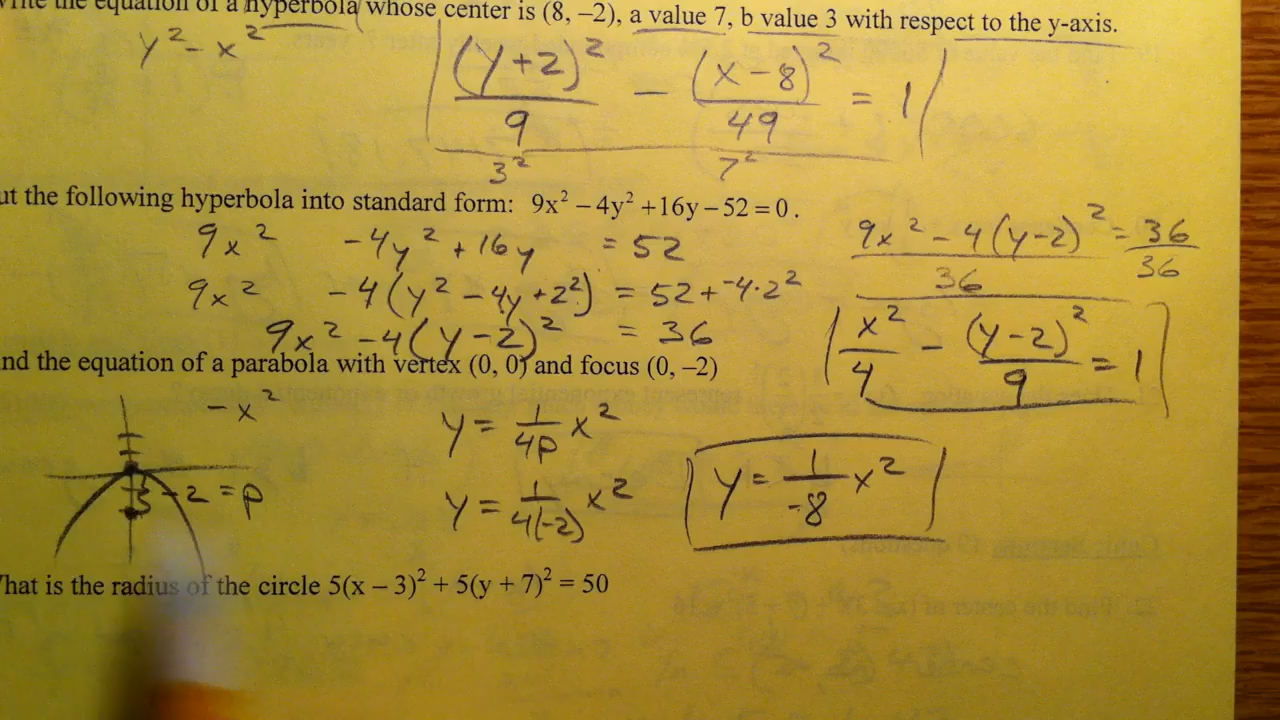 the equation of a hyperbola whose center is (8, –2), a value 7, b value 3 with respect to the y-axis.
y² - x²
(y+2)²/9 - (x-8)²/49 = 1
3² 7²
ut the following hyperbola into standard form: 9x² – 4y² +16y – 52 = 0.
9x² -4y² + 16y = 52
9x² -4(y² - 4y + 2²) = 52 + -4·2²
9x² - 4(y-2)² = 36
9x² - 4(y-2)²/36 = 36/36
x²/4 - (y-2)²/9 = 1
nd the equation of a parabola with vertex (0, 0) and focus (0, –2)
- x²
-2 = p
y = 1/4p x²
y = 1/4(-2) x²
y = 1/-8 x²
hat is the radius of the circle 5(x – 3)² + 5(y + 7)² = 50